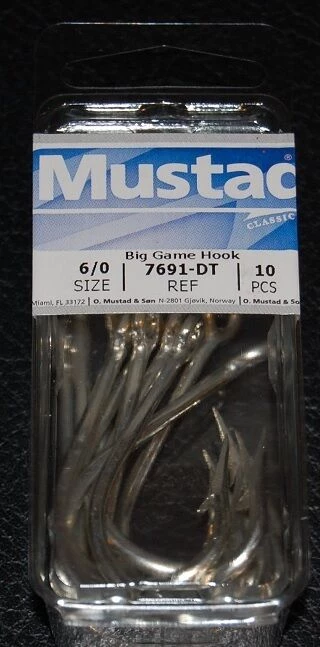 Mustad®
CLASSIC
Big Game Hook
6/0 7691-DT 10
SIZE REF PCS
Miami, FL 33172 | O. Mustad & Søn N-2801 Gjøvik, Norway | O. Mustad & So